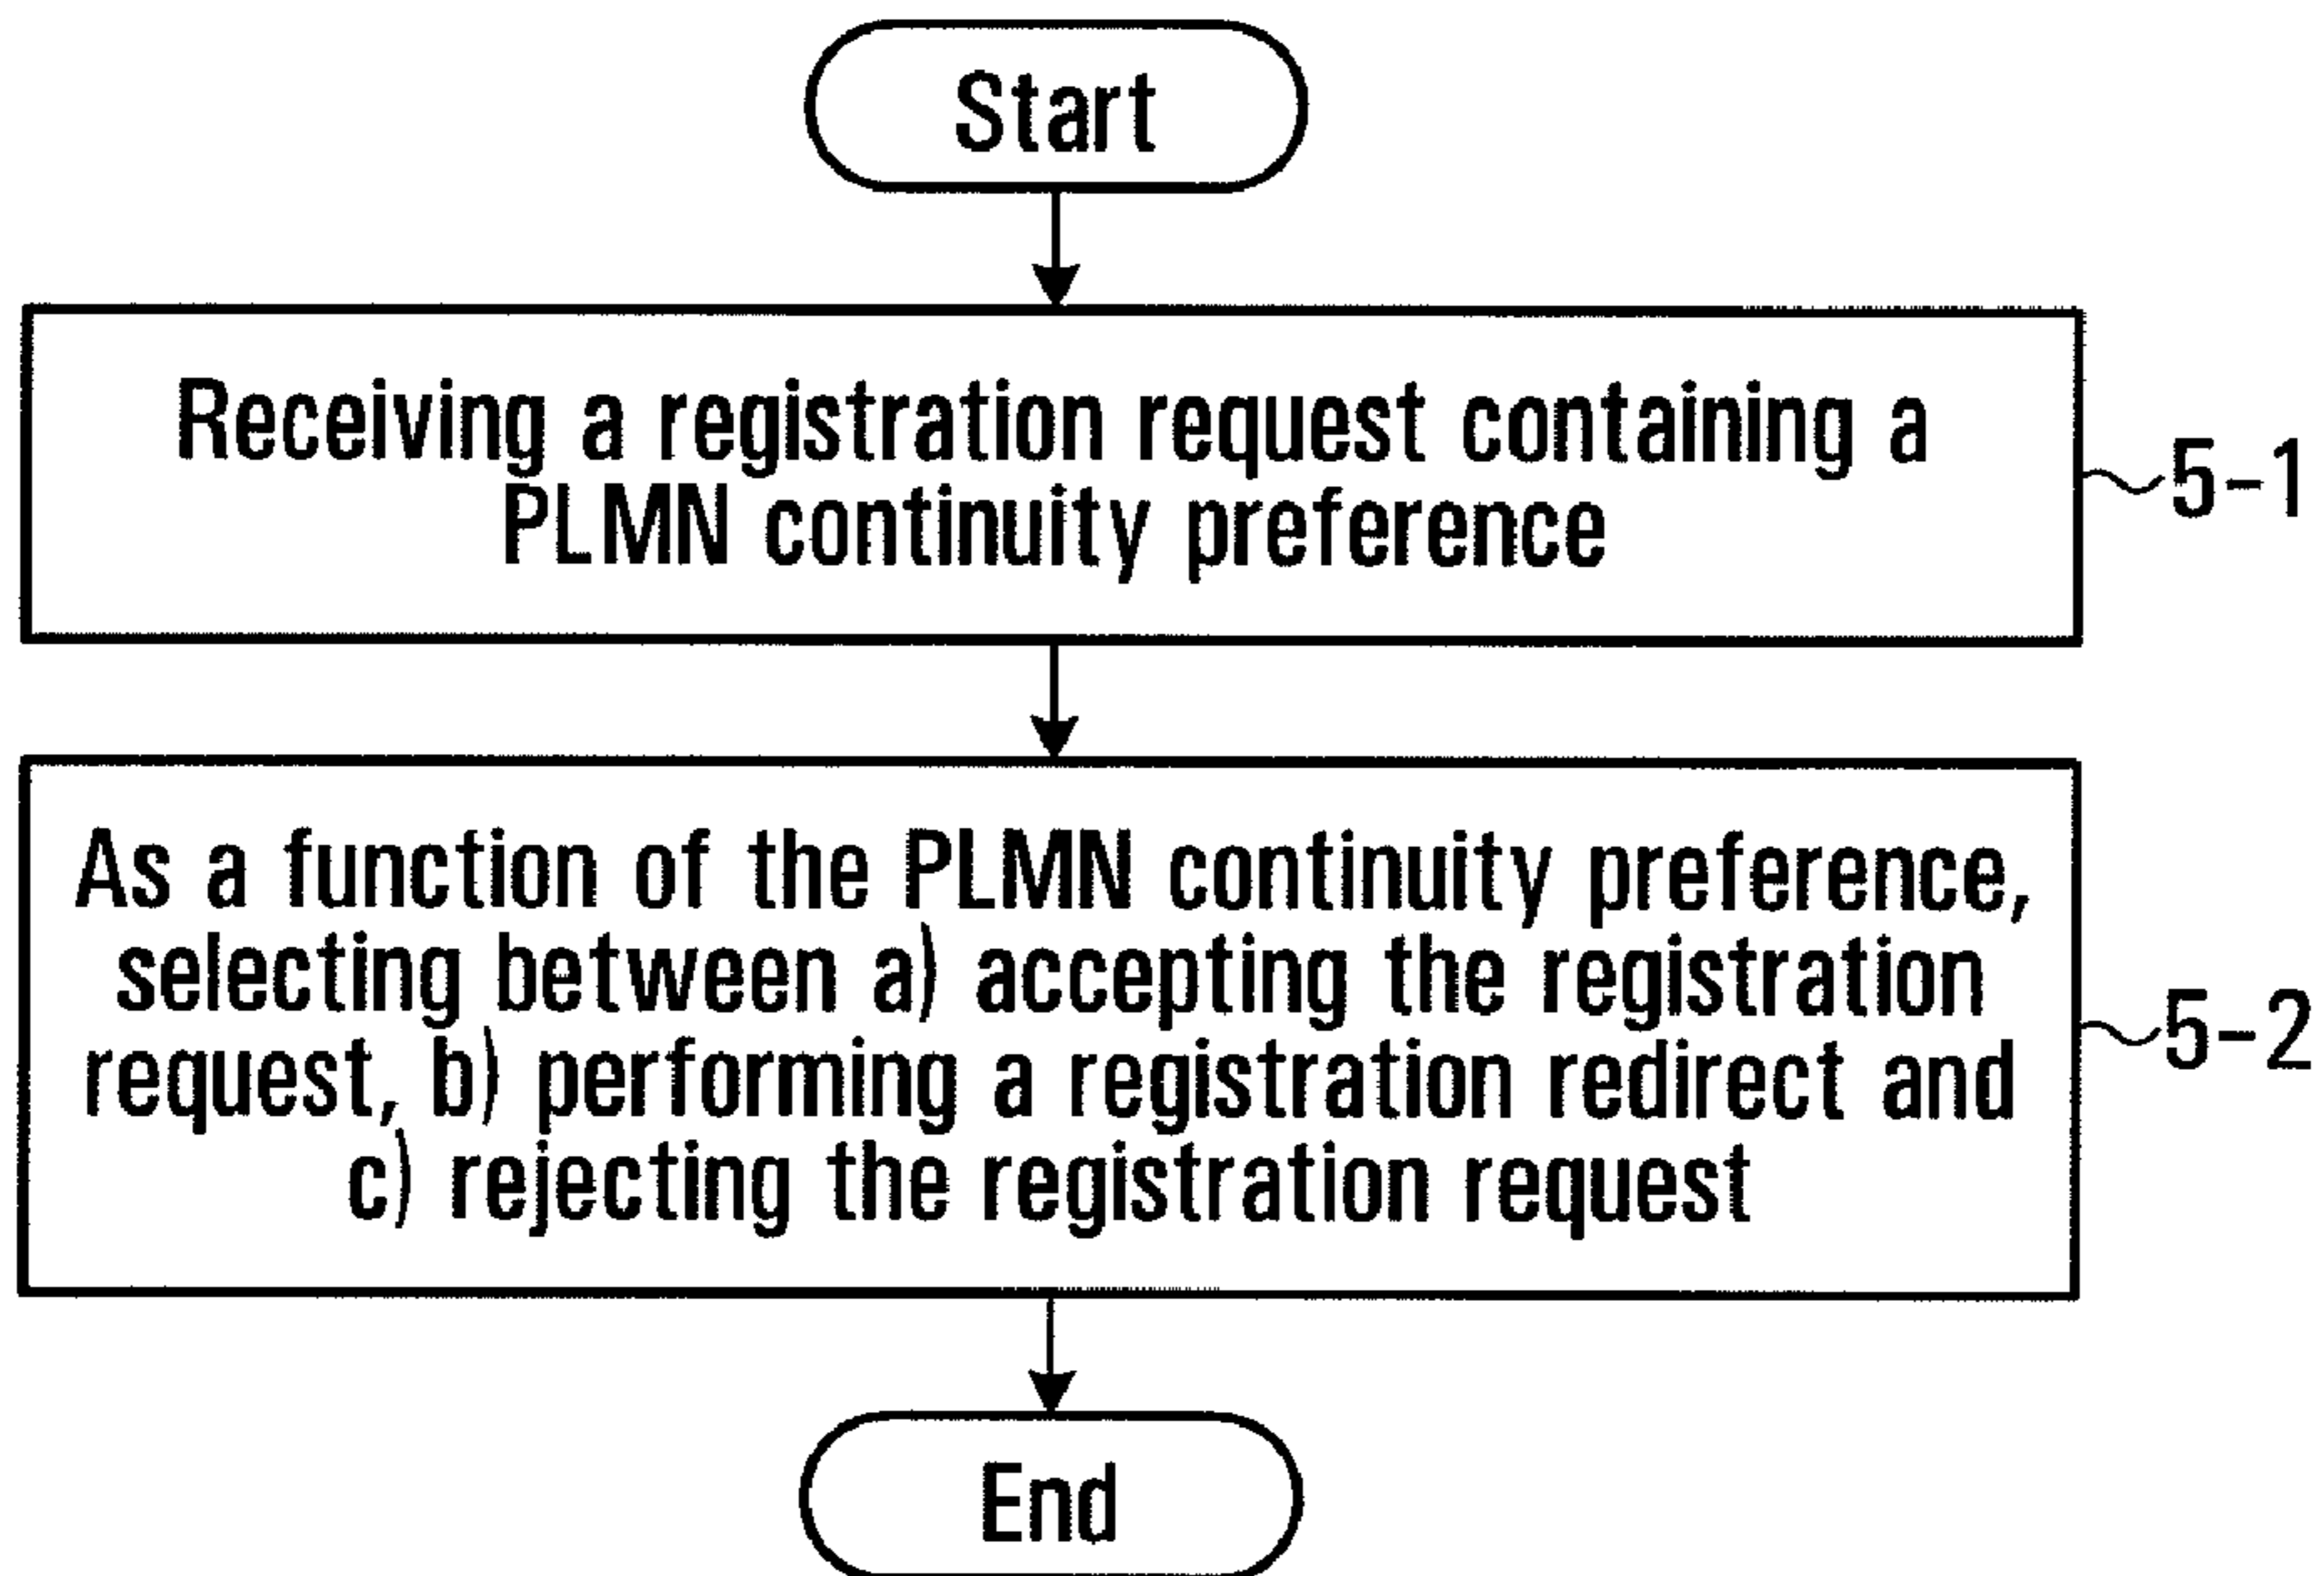 Start
Receiving a registration request containing a
PLMN continuity preference
5-1
As a function of the PLMN continuity preference,
selecting between a) accepting the registration
request, b) performing a registration redirect and
c) rejecting the registration request
5-2
End